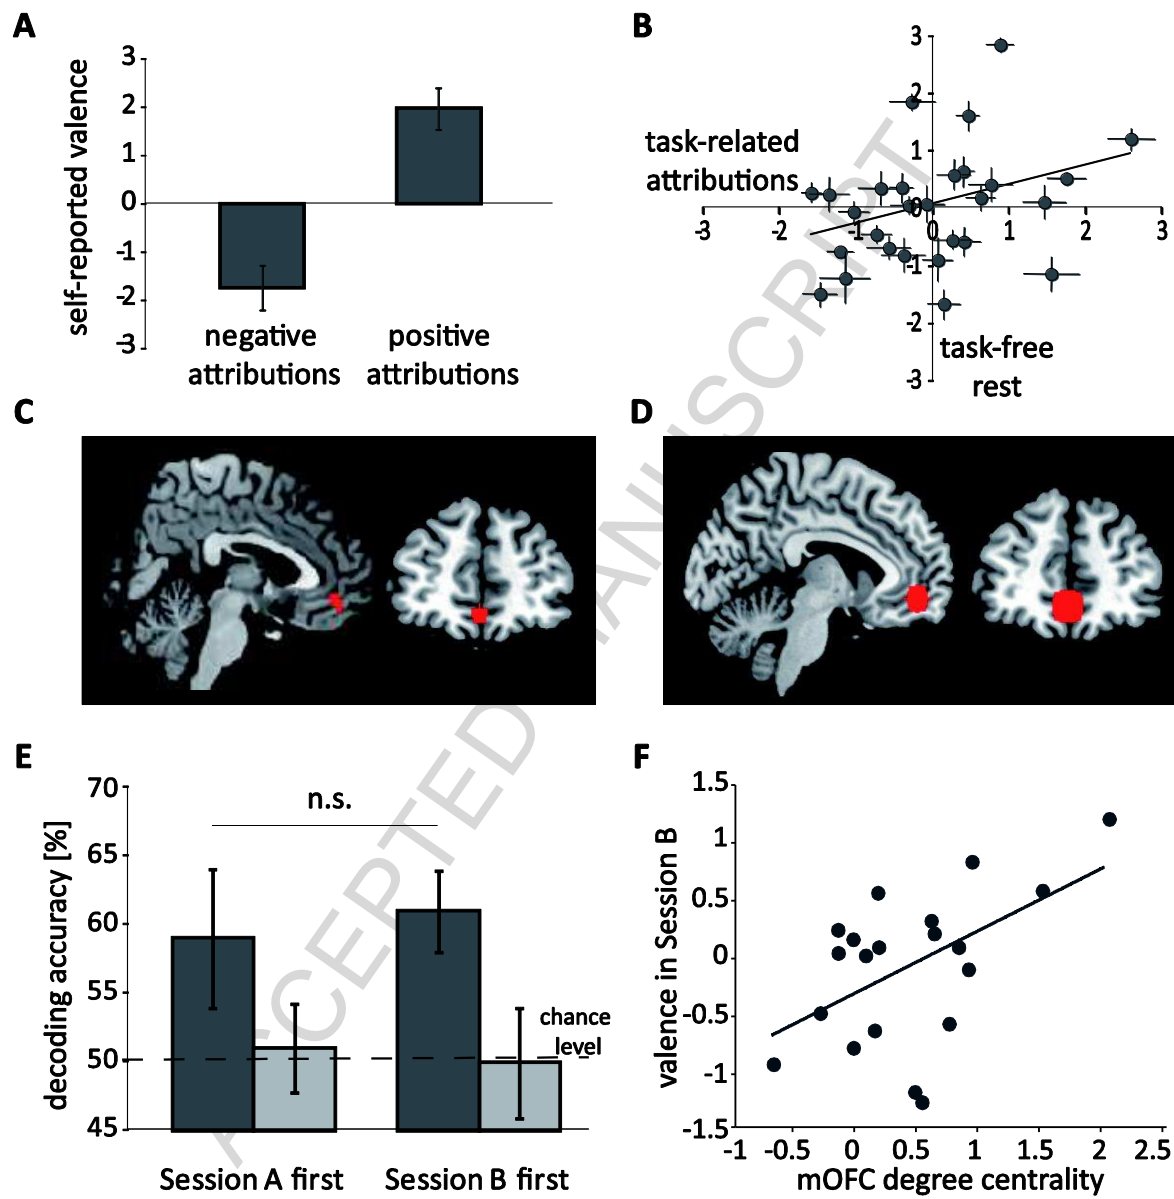 A
3
2
1
0
-1
-2
-3
self-reported valence
negative
attributions
positive
attributions
B
3
2
1
0
-1
-2
-3
-3
-2
-1
0
1
2
3
task-related
attributions
task-free
rest
C
D
E
70
65
60
55
50
45
decoding accuracy [%]
n.s.
chance
level
Session A first
Session B first
F
1.5
1
0.5
0
-0.5
-1
-1.5
valence in Session B
-1 -0.5 0 0.5 1 1.5 2 2.5
mOFC degree centrality
ACCEPTED MANUSCRIPT